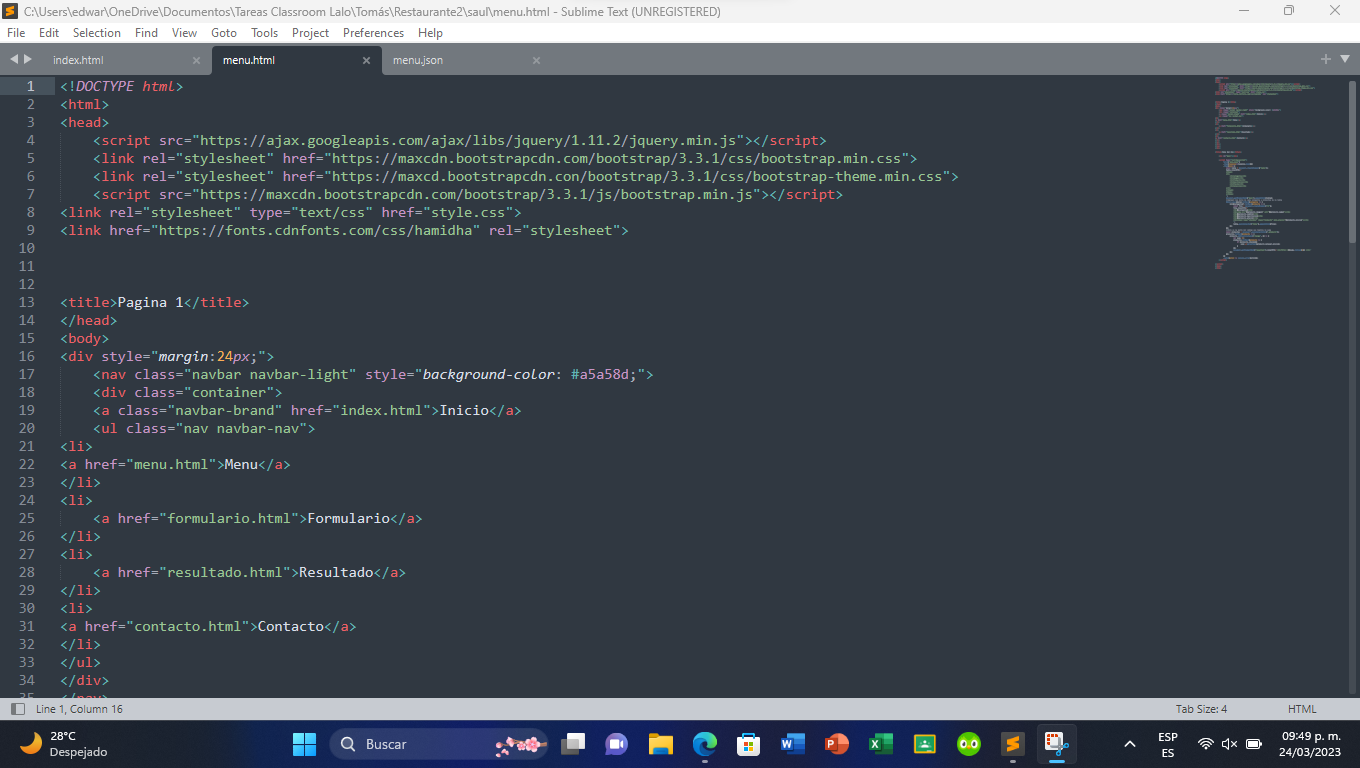 C:\Users\edwar\OneDrive\Documentos\Tareas Classroom Lalo\Tomás\Restaurante2\saul\menu.html - Sublime Text (UNREGISTERED)
File Edit Selection Find View Goto Tools Project Preferences Help
index.html menu.html menu.json
1 <!DOCTYPE html>
2 <html>
3 <head>
4 <script src="https://ajax.googleapis.com/ajax/libs/jquery/1.11.2/jquery.min.js"></script>
5 <link rel="stylesheet" href="https://maxcdn.bootstrapcdn.com/bootstrap/3.3.1/css/bootstrap.min.css">
6 <link rel="stylesheet" href="https://maxcd.bootstrapcdn.con/bootstrap/3.3.1/css/bootstrap-theme.min.css">
7 <script src="https://maxcdn.bootstrapcdn.com/bootstrap/3.3.1/js/bootstrap.min.js"></script>
8 <link rel="stylesheet" type="text/css" href="style.css">
9 <link href="https://fonts.cdnfonts.com/css/hamidha" rel="stylesheet">
10
11
12
13 <title>Pagina 1</title>
14 </head>
15 <body>
16 <div style="margin:24px;">
17 <nav class="navbar navbar-light" style="background-color: #a5a58d;">
18 <div class="container">
19 <a class="navbar-brand" href="index.html">Inicio</a>
20 <ul class="nav navbar-nav">
21 <li>
22 <a href="menu.html">Menu</a>
23 </li>
24 <li>
25 <a href="formulario.html">Formulario</a>
26 </li>
27 <li>
28 <a href="resultado.html">Resultado</a>
29 </li>
30 <li>
31 <a href="contacto.html">Contacto</a>
32 </li>
33 </ul>
34 </div>
35 </nav>
Line 1, Column 16 Tab Size: 4 HTML
28°C
Despejado
Buscar
ESP
ES
09:49 p. m.
24/03/2023